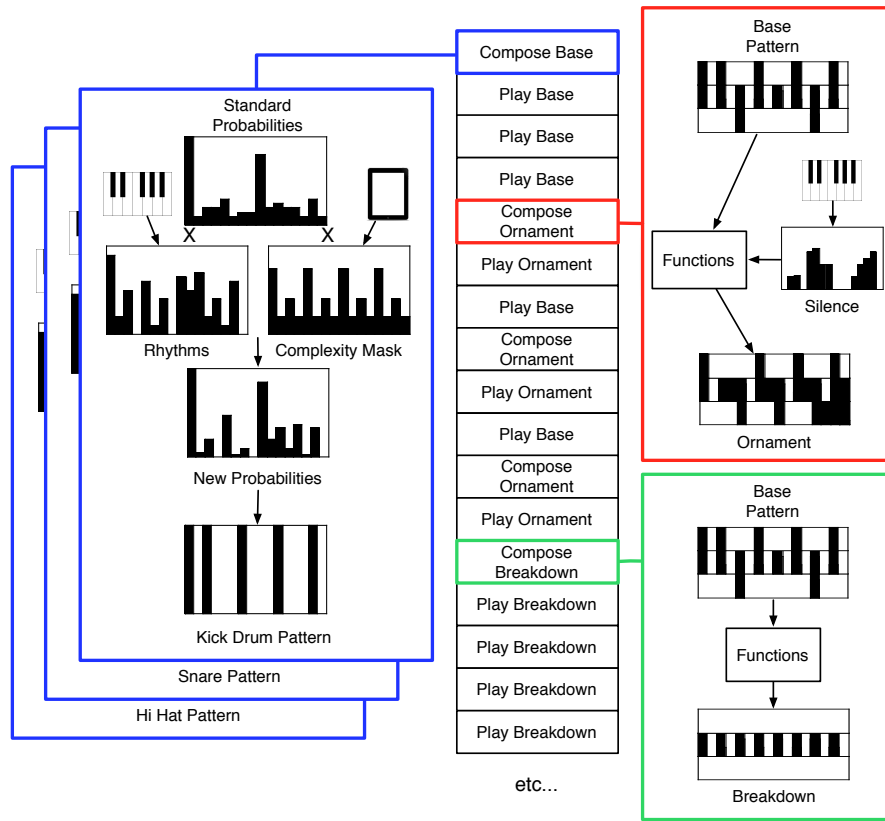 Standard
Probabilities
X
X
Rhythms
Complexity Mask
New Probabilities
Kick Drum Pattern
Snare Pattern
Hi Hat Pattern
Compose Base
Play Base
Play Base
Play Base
Compose
Ornament
Play Ornament
Play Base
Compose
Ornament
Play Ornament
Play Base
Compose
Ornament
Play Ornament
Compose
Breakdown
Play Breakdown
Play Breakdown
Play Breakdown
Play Breakdown
etc...
Base
Pattern
Functions
Silence
Ornament
Base
Pattern
Functions
Breakdown